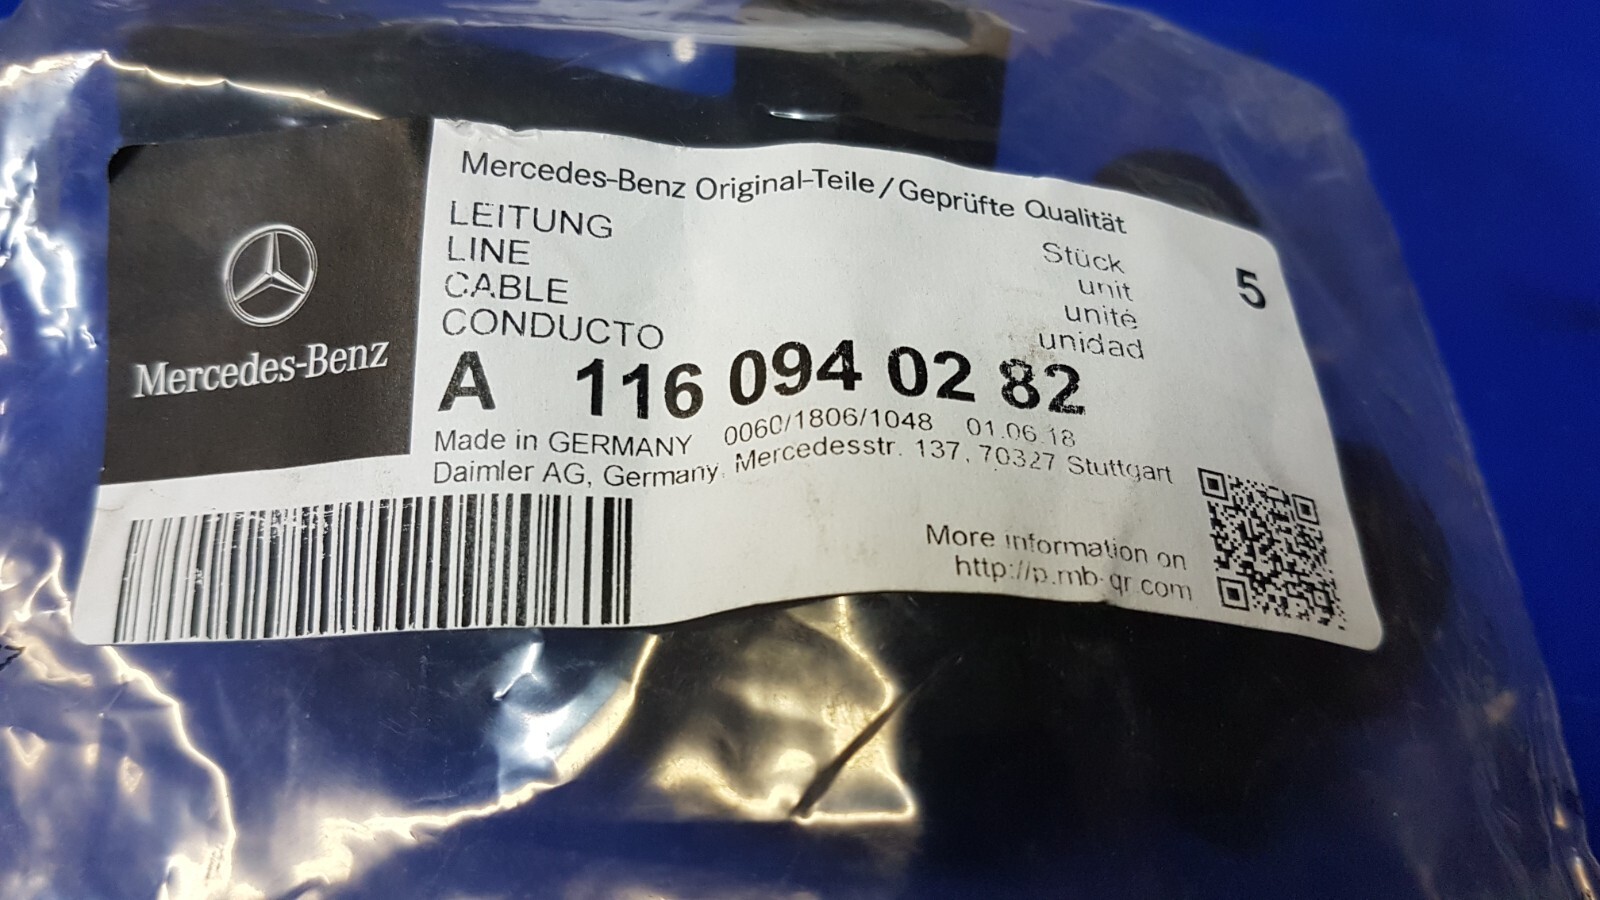 Mercedes-Benz
Mercedes-Benz Original-Teile / Geprüfte Qualität
LEITUNG
LINE
CABLE
CONDUCTO
Stück
unit
unité
unidad
5
A 116 094 02 82
Made in GERMANY 0060/1806/1048 01.06.18
Daimler AG, Germany, Mercedesstr. 137, 70327 Stuttgart
More information on
http://p.mb-qr.com